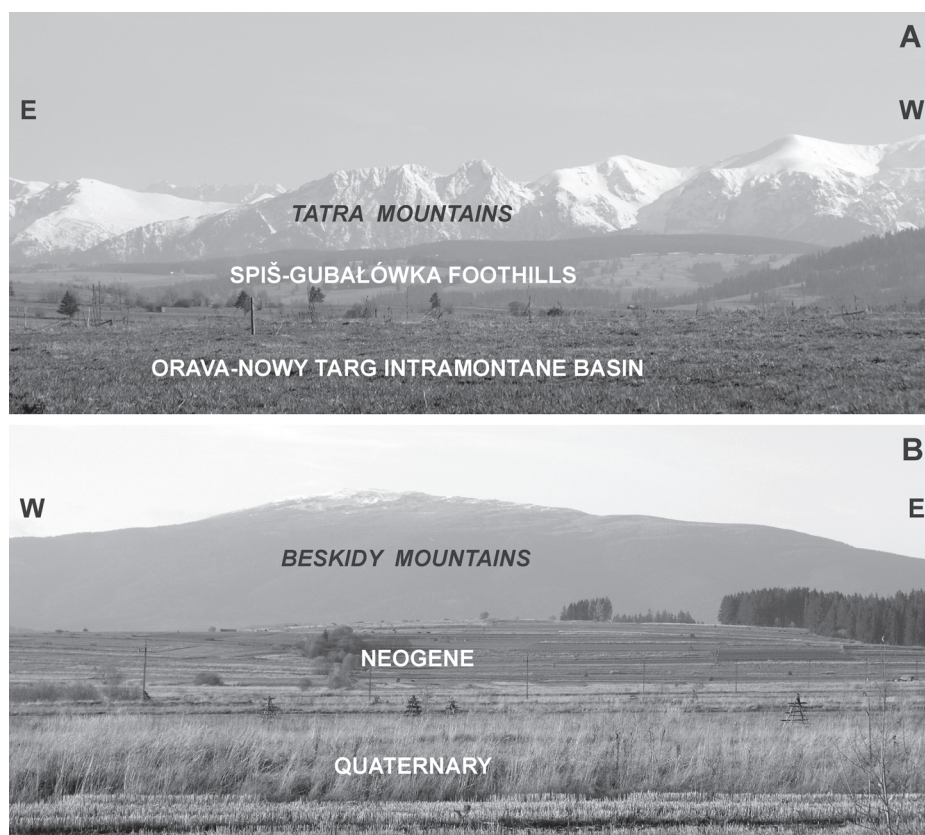 A
E
W
TATRA MOUNTAINS
SPIŠ-GUBAŁÓWKA FOOTHILLS
ORAVA-NOWY TARG INTRAMONTANE BASIN
B
W
E
BESKIDY MOUNTAINS
NEOGENE
QUATERNARY